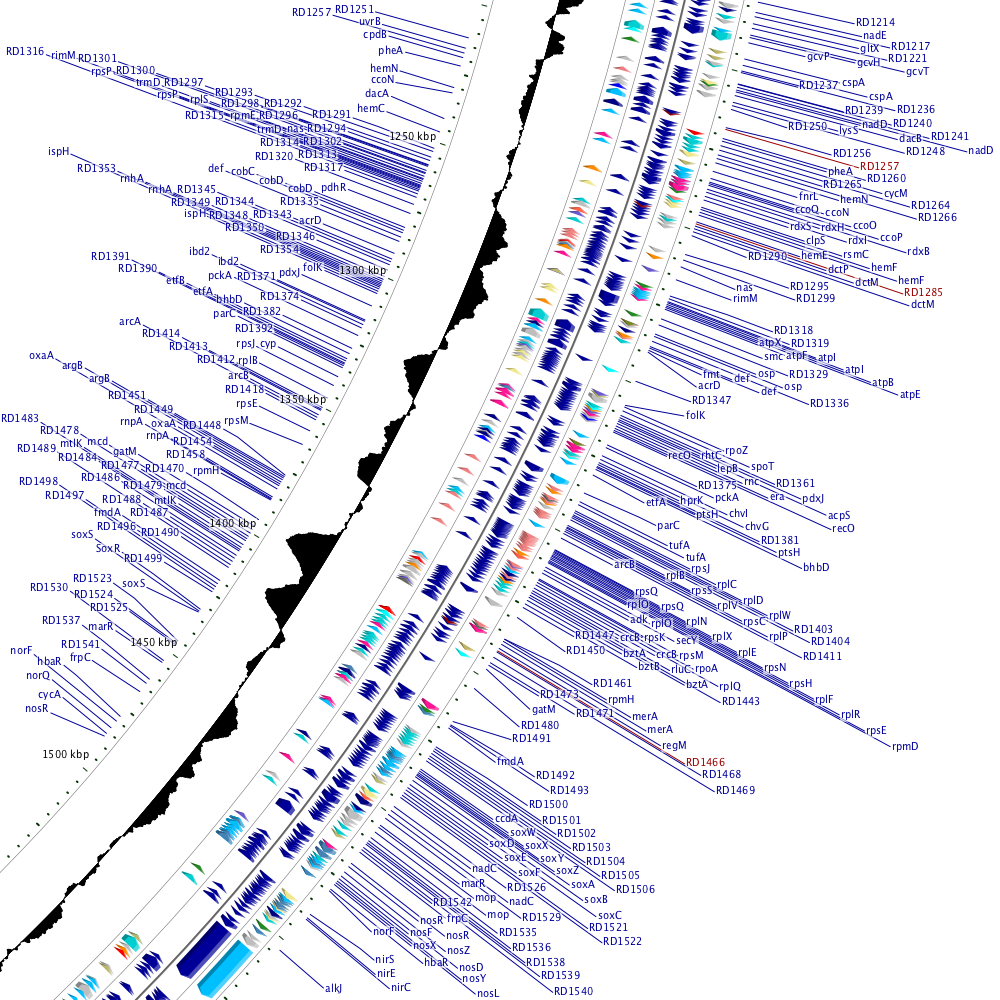 RD1257 RD1251
uvrB
cpdB
pheA
hemN
ccoN
dacA
hemC
1250 kbp
RD1316 rimM RD1301
rpsP RD1300
trmD RD1297
rpsP rplS RD1293
RD1298 RD1292
RD1315 rpmE RD1296 RD1291
trmD nas RD1294
RD1314 RD1302
RD1320 RD1313
RD1317
ispH
RD1353
rnhA
def cobC
cobD
cobD pdhR
rnhA RD1345
RD1349 RD1344 RD1335
ispH RD1348 RD1343
RD1350 acrD
RD1346
RD1354
ibd2
ibd2 folK 1300 kbp
RD1391
RD1390
etfB
pckA RD1371 pdxJ
etfA
bhbD RD1374
parC RD1382
RD1392
arcA
RD1414
RD1413
rpsJ cyp
RD1412 rplB
arcB
RD1418
rpsE
rpsM
1350 kbp
oxaA
argB
argB
RD1451
RD1449
rnpA oxaA RD1448
rnpA RD1454
RD1458
RD1483
RD1478
mtlK mcd
RD1489 gatM
RD1484 RD1477 RD1470 rpmH
RD1486 RD1479 mcd
RD1498
RD1497 RD1488 mtlK
fmdA RD1487
RD1496 RD1490
1400 kbp
soxS
SoxR
RD1499
RD1523 soxS
RD1530 RD1524
RD1525
RD1537 marR
1450 kbp
RD1541
norF frpC
hbaR
norQ
cycA
nosR
1500 kbp
RD1214
nadE
gltX RD1217
gcvP RD1221
gcvH
gcvT
RD1237 cspA
cspA
RD1239 RD1236
RD1250 lysS nadD RD1240
dacB RD1241
RD1248 nadD
RD1256
RD1257
pheA RD1260
RD1265
fnrL hemN cycM
ccoQ ccoN RD1264
RD1266
rdxS rdxH ccoO
clpS rdxI ccoP
RD1290 hemE rsmC rdxB
dctP hemF
dctM hemF
nas RD1295 RD1285
rimM RD1299 dctM
RD1318
atpX RD1319
smc atpF atpI
fmt def osp RD1329 atpI
acrD def osp atpB
RD1347 RD1336 atpE
folK
recO rhtC rpoZ
lepB spoT
RD1375 rnc RD1361
etfA hprK pckA era pdxJ
ptsH chvI acpS
parC chvG recO
RD1381
tufA ptsH
tufA
arcB rpsJ bhbD
rplB
rpsQ rpsS rplC
rplO rpsQ rplV rplD
adk rplO rplN rpsC rplW
RD1447 crcB rpsK secY rplX rplP RD1403
RD1450 bztA crcB rpsM rplE RD1404
bztB rluC rpoA rpsN RD1411
RD1461 bztA rplQ rpsH
RD1473 rpmH RD1443 rplF
gatM RD1471 merA rplR
RD1480 merA rpsE
RD1491 regM rpmD
fmdA RD1466
RD1492 RD1468
RD1493 RD1469
RD1500
ccdA RD1501
soxW RD1502
soxD soxX RD1503
soxE soxY RD1504
nadC soxF soxZ RD1505
marR RD1526 soxA RD1506
RD1542 mop nadC soxB
nosR frpC mop RD1529 soxC
norF nosF nosR RD1535 RD1521
nosX nosZ RD1536 RD1522
nirS hbaR nosD RD1538
nirE nosY RD1539
alkJ nirC nosL RD1540